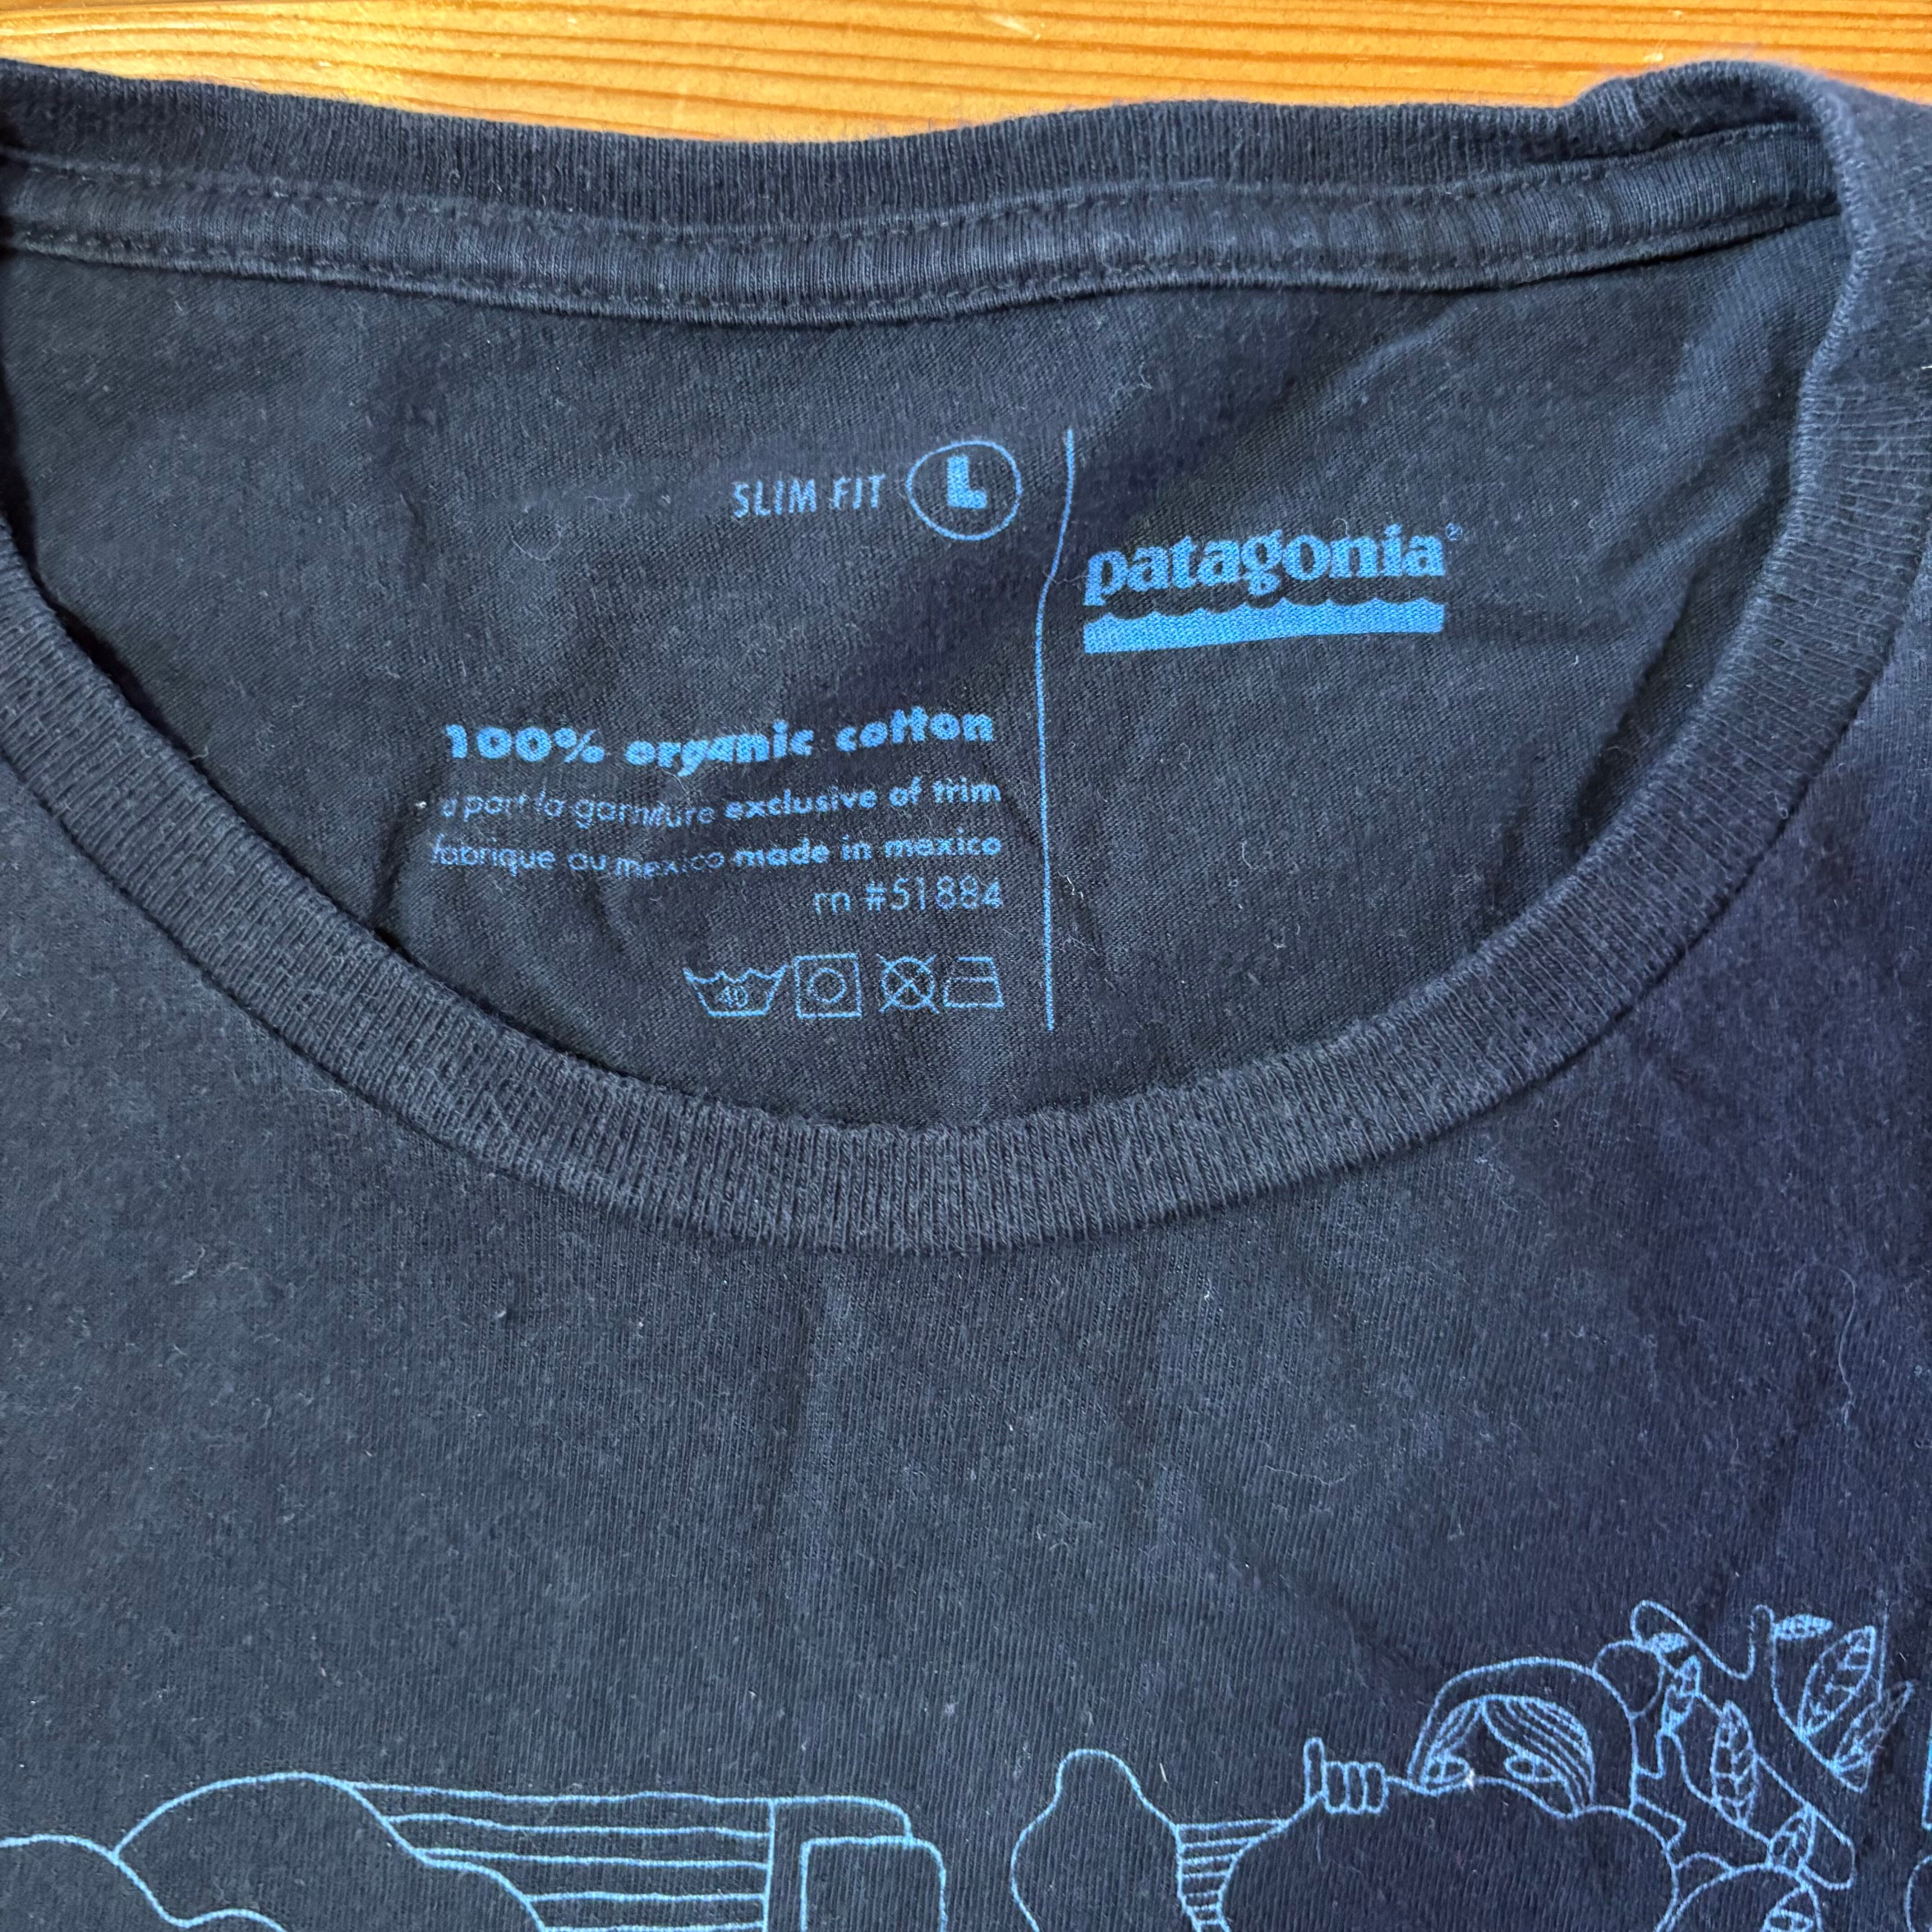 SLIM FIT L
patagonia®
100% organic cotton
a part la garniture exclusive of trim
fabrique au mexico made in mexico
rn #51884
40